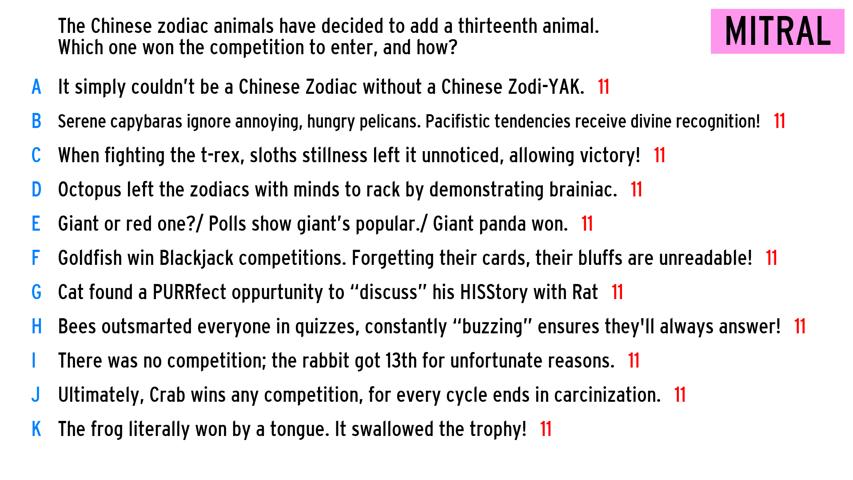 The Chinese zodiac animals have decided to add a thirteenth animal.
Which one won the competition to enter, and how?
MITRAL
A It simply couldn't be a Chinese Zodiac without a Chinese Zodi-YAK. 11
B Serene capybaras ignore annoying, hungry pelicans. Pacifistic tendencies receive divine recognition! 11
C When fighting the t-rex, sloths stillness left it unnoticed, allowing victory! 11
D Octopus left the zodiacs with minds to rack by demonstrating brainiac. 11
E Giant or red one?/ Polls show giant's popular./ Giant panda won. 11
F Goldfish win Blackjack competitions. Forgetting their cards, their bluffs are unreadable! 11
G Cat found a PURRfect oppurtunity to “discuss” his HISStory with Rat 11
H Bees outsmarted everyone in quizzes, constantly “buzzing” ensures they'll always answer! 11
I There was no competition; the rabbit got 13th for unfortunate reasons. 11
J Ultimately, Crab wins any competition, for every cycle ends in carcinization. 11
K The frog literally won by a tongue. It swallowed the trophy! 11